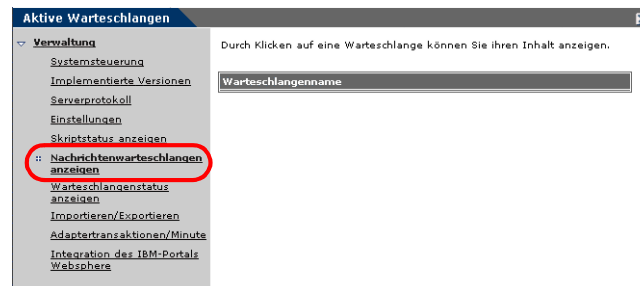 Aktive Warteschlangen
Verwaltung
Systemsteuerung
Implementierte Versionen
Serverprotokoll
Einstellungen
Skriptstatus anzeigen
Nachrichtenwarteschlangen
anzeigen
Warteschlangenstatus
anzeigen
Importieren/Exportieren
Adaptertransaktionen/Minute
Integration des IBM-Portals
Websphere
Durch Klicken auf eine Warteschlange können Sie ihren Inhalt anzeigen.
Warteschlangenname